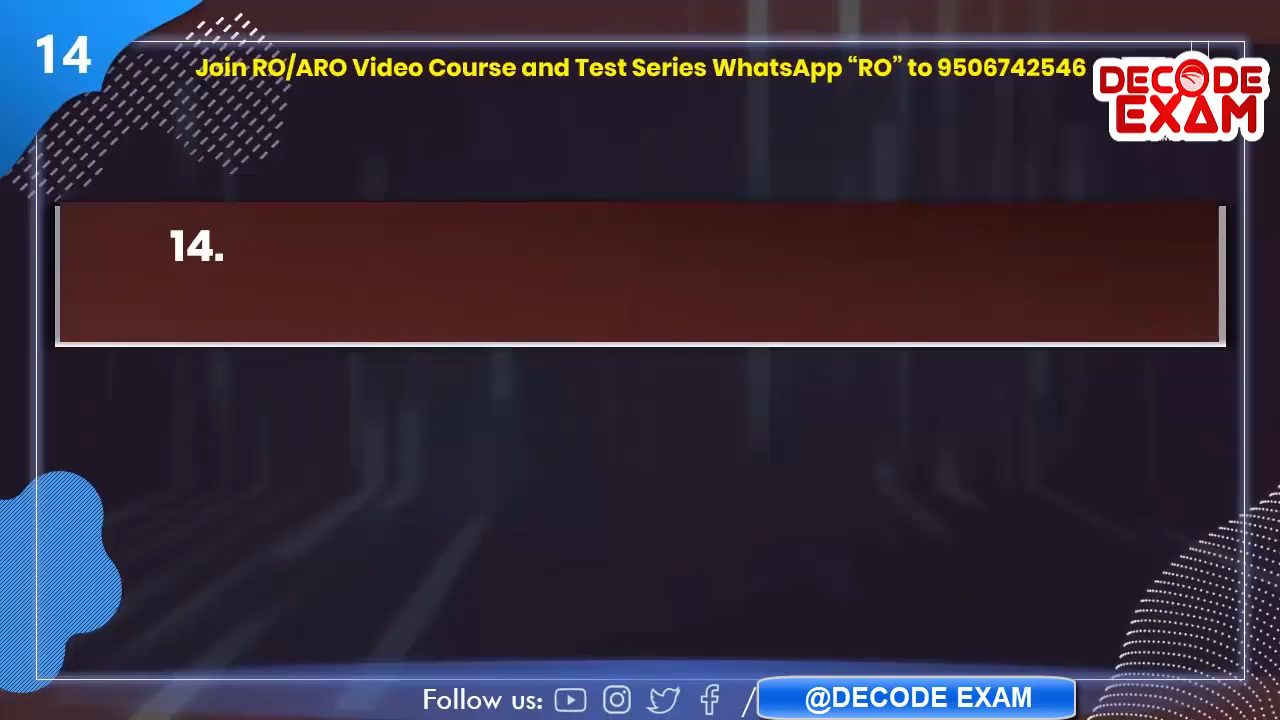 14
Join RO/ARO Video Course and Test Series WhatsApp “RO” to 9506742546
DECODE
EXAM
14.
Follow us: / @DECODE EXAM